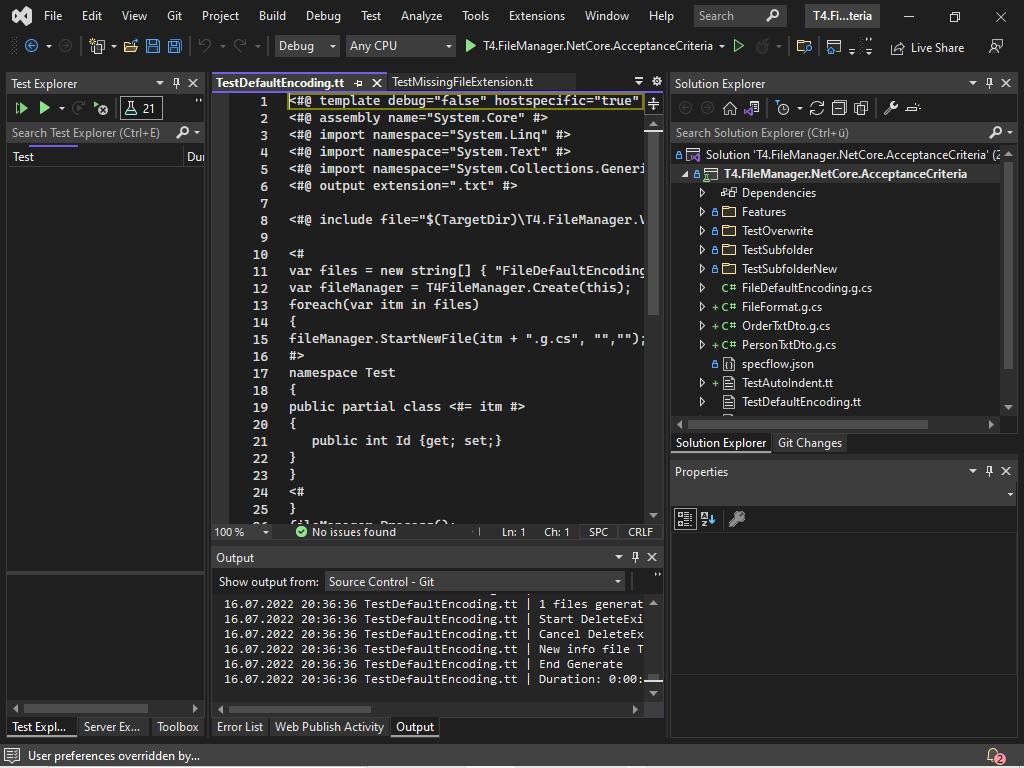 File Edit View Git Project Build Debug Test Analyze Tools Extensions Window Help Search T4.Fi...teria
Debug Any CPU T4.FileManager.NetCore.AcceptanceCriteria Live Share
Test Explorer
21
Search Test Explorer (Ctrl+E)
Test Dur
TestDefaultEncoding.tt TestMissingFileExtension.tt
1 <#@ template debug="false" hostspecific="true"
2 <#@ assembly name="System.Core" #>
3 <#@ import namespace="System.Linq" #>
4 <#@ import namespace="System.Text" #>
5 <#@ import namespace="System.Collections.Generi
6 <#@ output extension=".txt" #>
7
8 <#@ include file="$(TargetDir)\T4.FileManager.V
9
10 <#
11 var files = new string[] { "FileDefaultEncoding
12 var fileManager = T4FileManager.Create(this);
13 foreach(var itm in files)
14 {
15 fileManager.StartNewFile(itm + ".g.cs", "","");
16 #>
17 namespace Test
18 {
19 public partial class <#= itm #>
20 {
21 public int Id {get; set;}
22 }
23 }
24 <#
25 }
26 fileManager.Process();
100 % No issues found Ln: 1 Ch: 1 SPC CRLF
Output
Show output from: Source Control - Git
16.07.2022 20:36:36 TestDefaultEncoding.tt | 1 files generat
16.07.2022 20:36:36 TestDefaultEncoding.tt | Start DeleteExi
16.07.2022 20:36:36 TestDefaultEncoding.tt | Cancel DeleteEx
16.07.2022 20:36:36 TestDefaultEncoding.tt | New info file T
16.07.2022 20:36:36 TestDefaultEncoding.tt | End Generate
16.07.2022 20:36:36 TestDefaultEncoding.tt | Duration: 0:00:
Solution Explorer
Search Solution Explorer (Ctrl+ü)
Solution 'T4.FileManager.NetCore.AcceptanceCriteria' (2
T4.FileManager.NetCore.AcceptanceCriteria
Dependencies
Features
TestOverwrite
TestSubfolder
TestSubfolderNew
C# FileDefaultEncoding.g.cs
+ C# FileFormat.g.cs
+ C# OrderTxtDto.g.cs
+ C# PersonTxtDto.g.cs
specflow.json
+ TestAutoIndent.tt
TestDefaultEncoding.tt
Solution Explorer Git Changes
Properties
Test Expl... Server Ex... Toolbox Error List Web Publish Activity Output
User preferences overridden by... 2